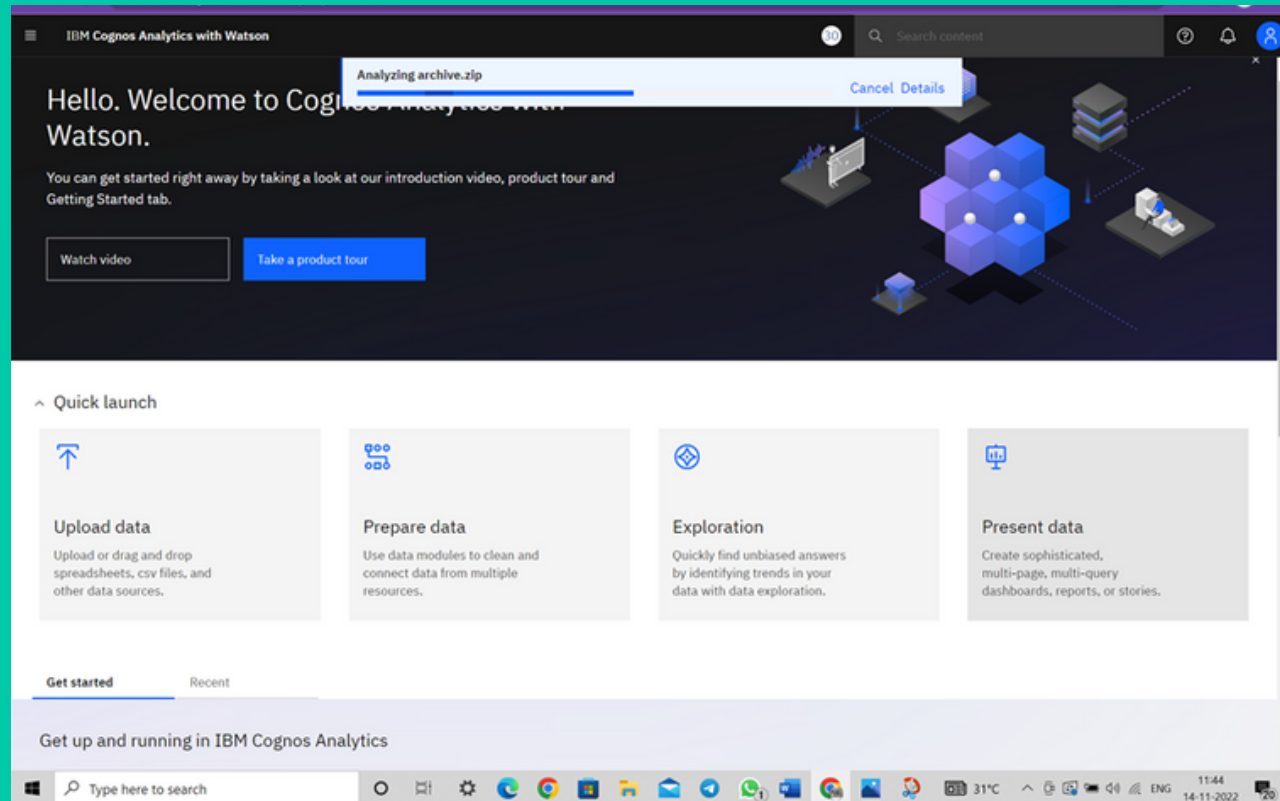 IBM Cognos Analytics with Watson
30
Search content
Analyzing archive.zip
Cancel Details
Hello. Welcome to Cognos Analytics with
Watson.
You can get started right away by taking a look at our introduction video, product tour and
Getting Started tab.
Watch video
Take a product tour
Quick launch
Upload data
Upload or drag and drop
spreadsheets, csv files, and
other data sources.
Prepare data
Use data modules to clean and
connect data from multiple
resources.
Exploration
Quickly find unbiased answers
by identifying trends in your
data with data exploration.
Present data
Create sophisticated,
multi-page, multi-query
dashboards, reports, or stories.
Get started
Recent
Get up and running in IBM Cognos Analytics
Type here to search
1
31°C
ENG
11:44
14-11-2022
20